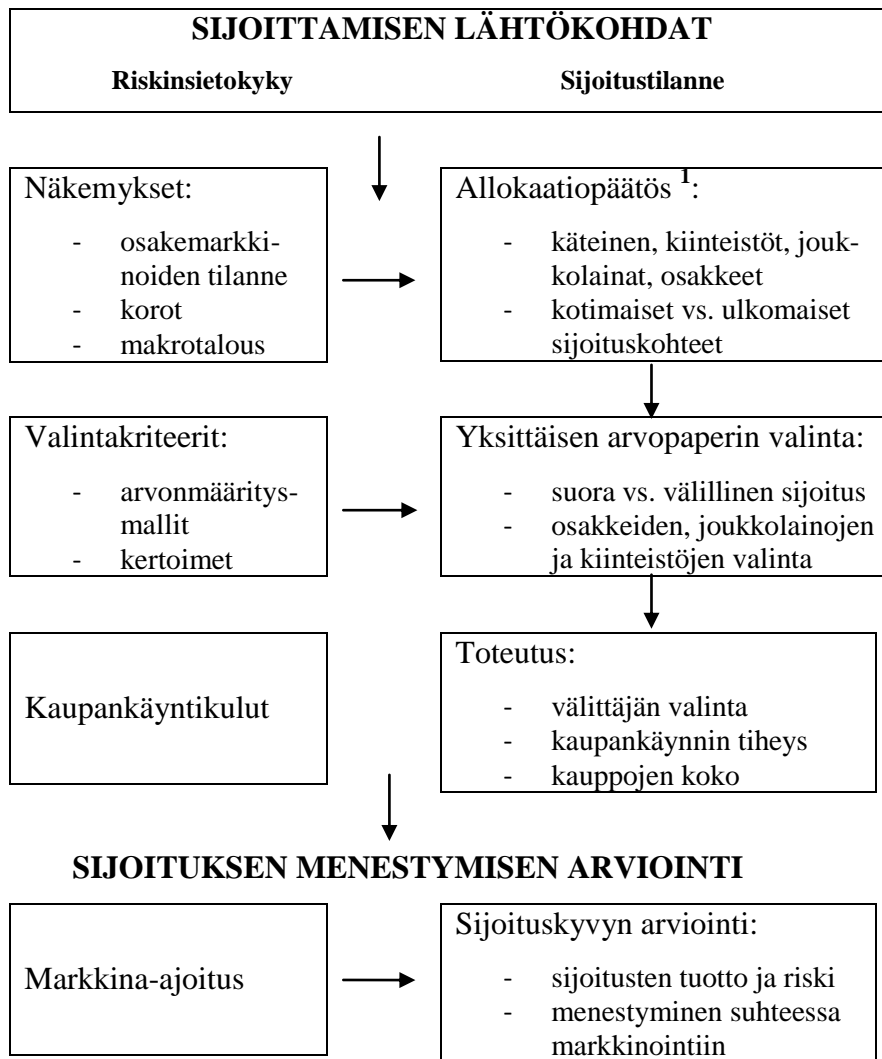 SIJOITTAMISEN LÄHTÖKOHDAT
Riskinsietokyky Sijoitustilanne
Näkemykset:
- osakemarkki-
noiden tilanne
- korot
- makrotalous
Allokaatiopäätös 1:
- käteinen, kiinteistöt, jouk-
kolainat, osakkeet
- kotimaiset vs. ulkomaiset
sijoituskohteet
Valintakriteerit:
- arvonmääritys-
mallit
- kertoimet
Yksittäisen arvopaperin valinta:
- suora vs. välillinen sijoitus
- osakkeiden, joukkolainojen
ja kiinteistöjen valinta
Kaupankäyntikulut
Toteutus:
- välittäjän valinta
- kaupankäynnin tiheys
- kauppojen koko
SIJOITUKSEN MENESTYMISEN ARVIOINTI
Markkina-ajoitus
Sijoituskyvyn arviointi:
- sijoitusten tuotto ja riski
- menestyminen suhteessa
markkinointiin